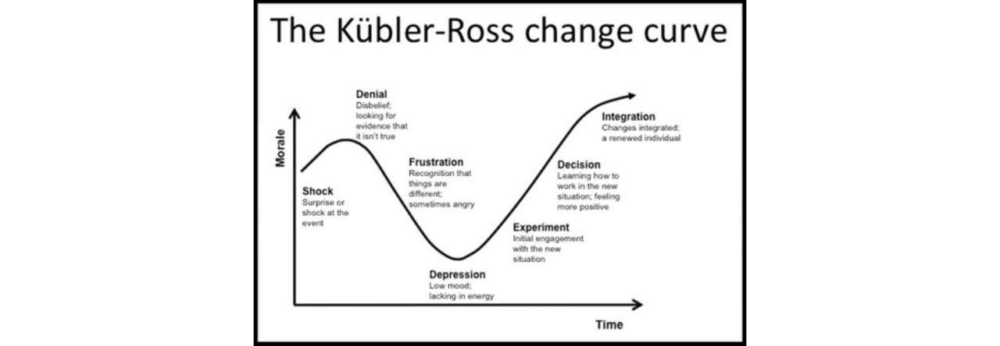 The Kübler-Ross change curve
Denial
Disbelief;
looking for
evidence that
it isn't true
Morale
Shock
Surprise or
shock at the
event
Frustration
Recognition that
things are
different;
sometimes angry
Depression
Low mood;
lacking in energy
Experiment
Initial engagement
with the new
situation
Decision
Learning how to
work in the new
situation; feeling
more positive
Integration
Changes integrated;
a renewed individual
Time